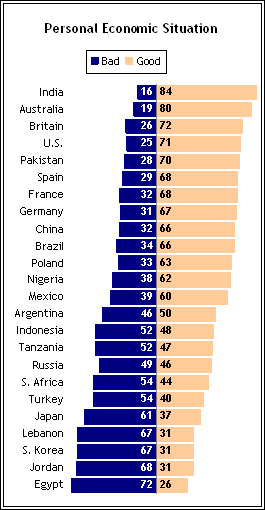 Personal Economic Situation
Bad Good
India 16 84
Australia 19 80
Britain 26 72
U.S. 25 71
Pakistan 28 70
Spain 29 68
France 32 68
Germany 31 67
China 32 66
Brazil 34 66
Poland 33 63
Nigeria 38 62
Mexico 39 60
Argentina 46 50
Indonesia 52 48
Tanzania 52 47
Russia 49 46
S. Africa 54 44
Turkey 54 40
Japan 61 37
Lebanon 67 31
S. Korea 67 31
Jordan 68 31
Egypt 72 26